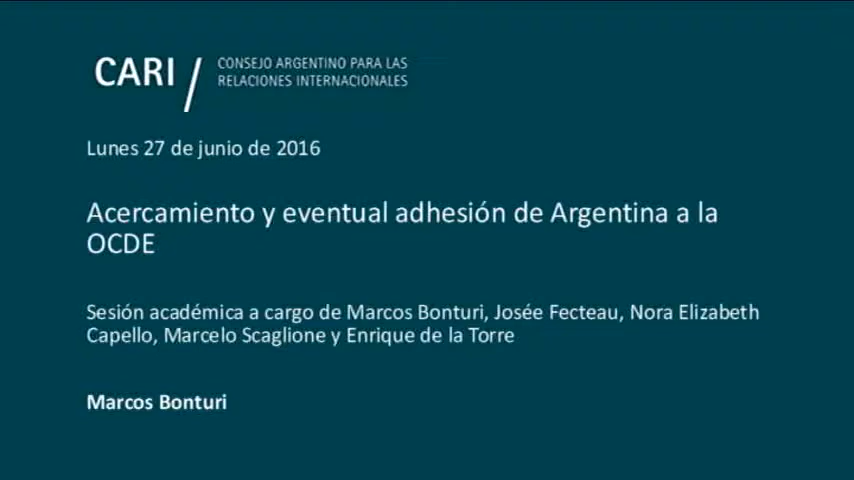 CARI /
CONSEJO ARGENTINO PARA LAS
RELACIONES INTERNACIONALES
Lunes 27 de junio de 2016
Acercamiento y eventual adhesión de Argentina a la
OCDE
Sesión académica a cargo de Marcos Bonturi, Josée Fecteau, Nora Elizabeth
Capello, Marcelo Scaglione y Enrique de la Torre
Marcos Bonturi